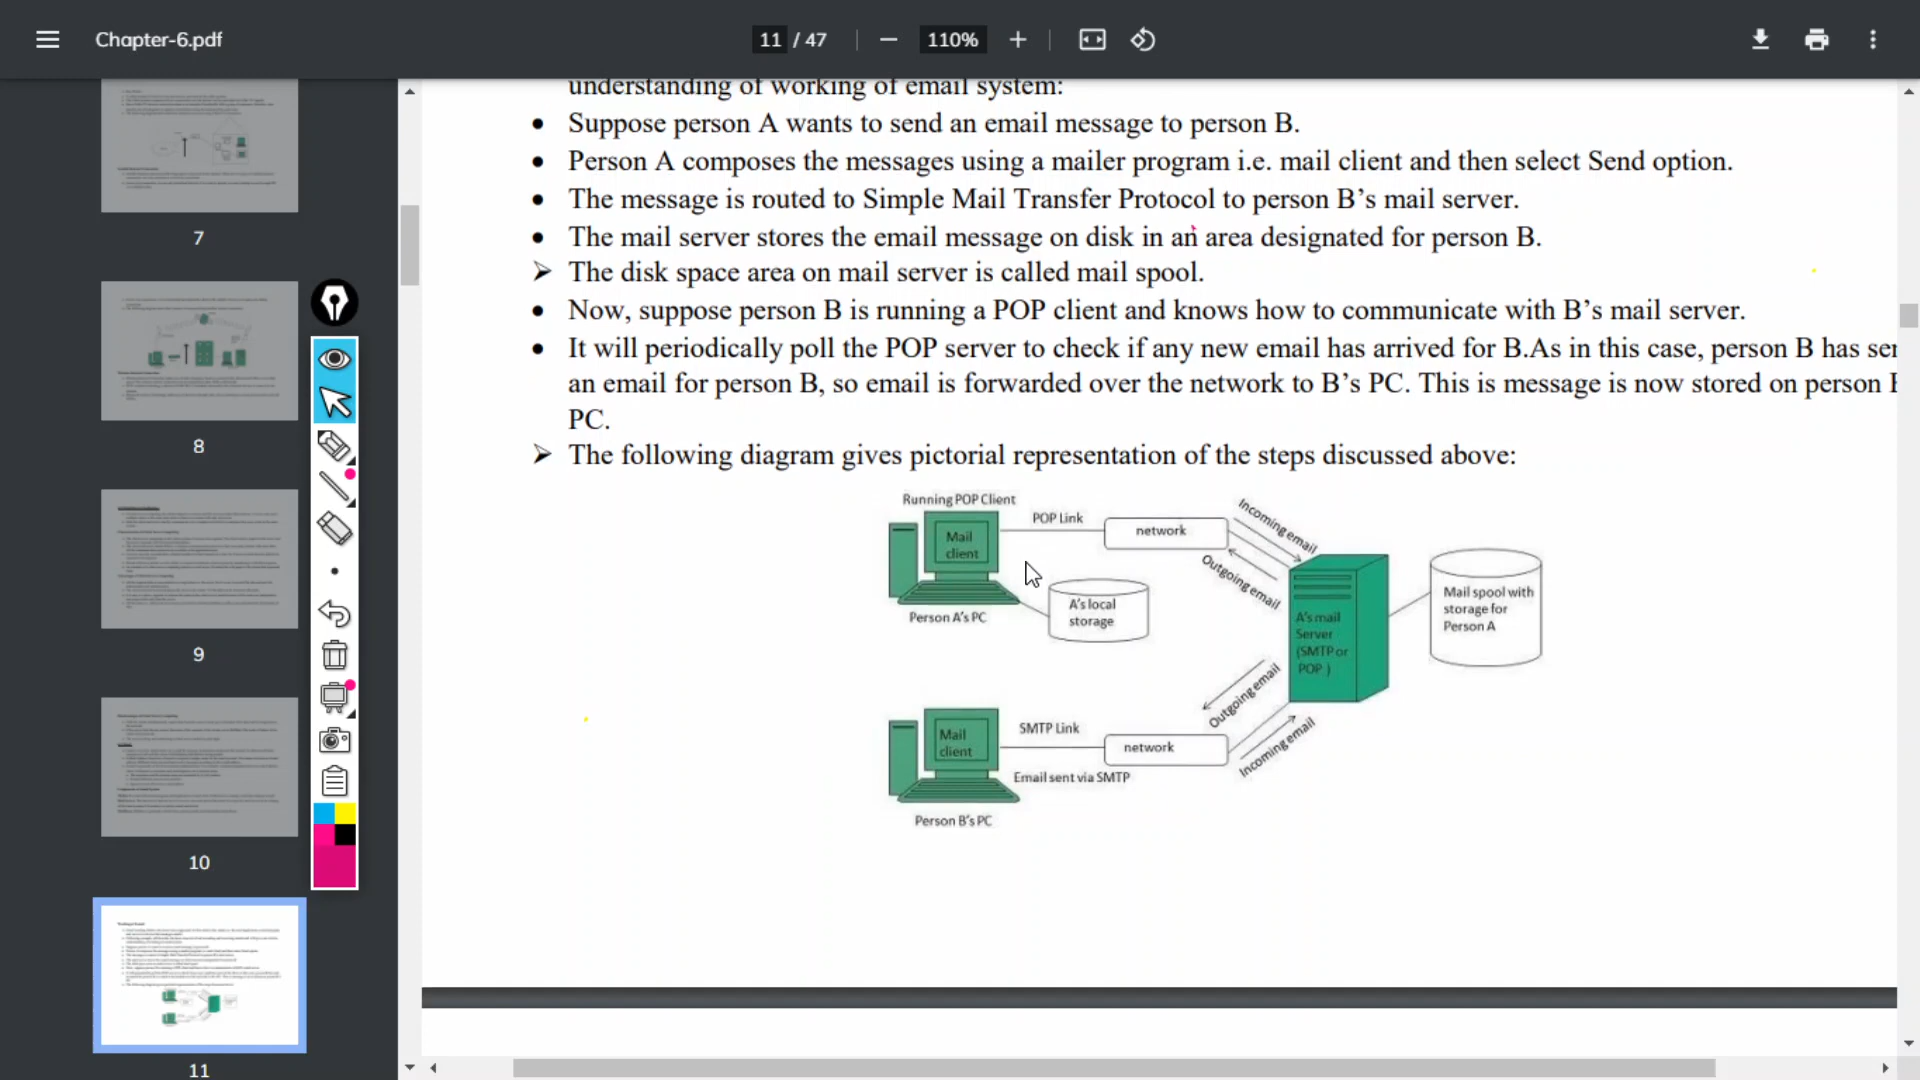 Chapter-6.pdf
11 / 47
110%
7
8
9
10
11
understanding of working of email system:
• Suppose person A wants to send an email message to person B.
• Person A composes the messages using a mailer program i.e. mail client and then select Send option.
• The message is routed to Simple Mail Transfer Protocol to person B’s mail server.
• The mail server stores the email message on disk in an area designated for person B.
➢ The disk space area on mail server is called mail spool.
• Now, suppose person B is running a POP client and knows how to communicate with B’s mail server.
• It will periodically poll the POP server to check if any new email has arrived for B.As in this case, person B has
an email for person B, so email is forwarded over the network to B’s PC. This is message is now stored on person
PC.
➢ The following diagram gives pictorial representation of the steps discussed above:
Running POP Client
Mail
client
POP Link
network
Incoming email
Outgoing email
Person A’s PC
A’s local
storage
A’s mail
Server
(SMTP or
POP )
Mail spool with
storage for
Person A
Mail
client
SMTP Link
network
Email sent via SMTP
Outgoing email
Incoming email
Person B’s PC